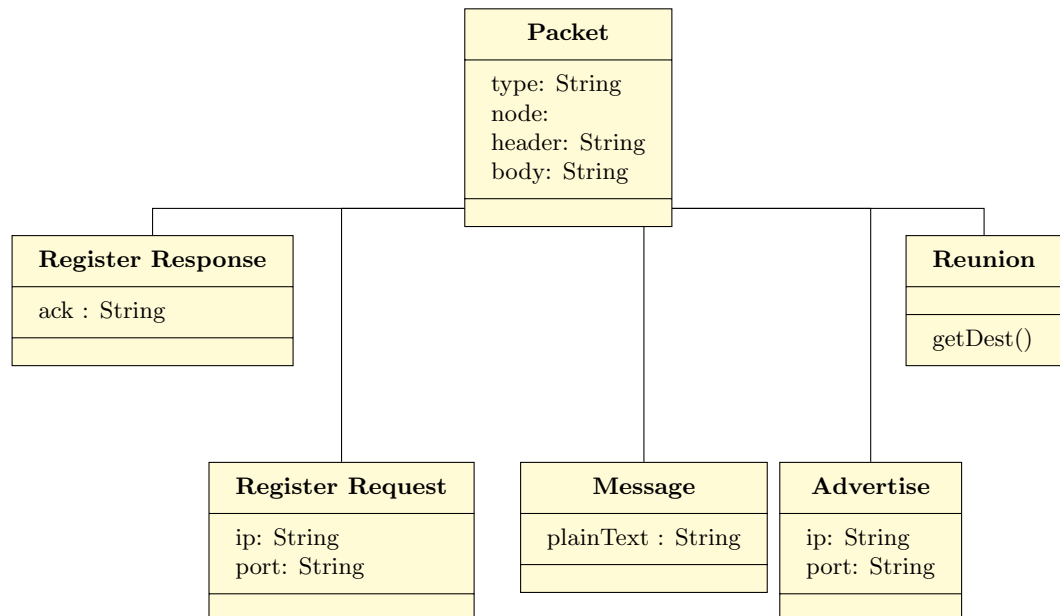 Packet
type: String
node:
header: String
body: String
Register Response
ack : String
Reunion
getDest()
Register Request
ip: String
port: String
Message
plainText : String
Advertise
ip: String
port: String